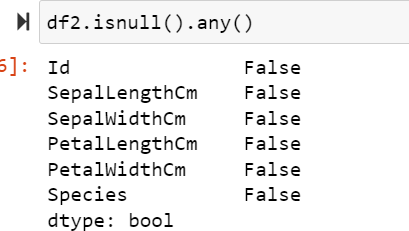 df2.isnull().any()
6]: Id False
SepalLengthCm False
SepalWidthCm False
PetalLengthCm False
PetalWidthCm False
Species False
dtype: bool